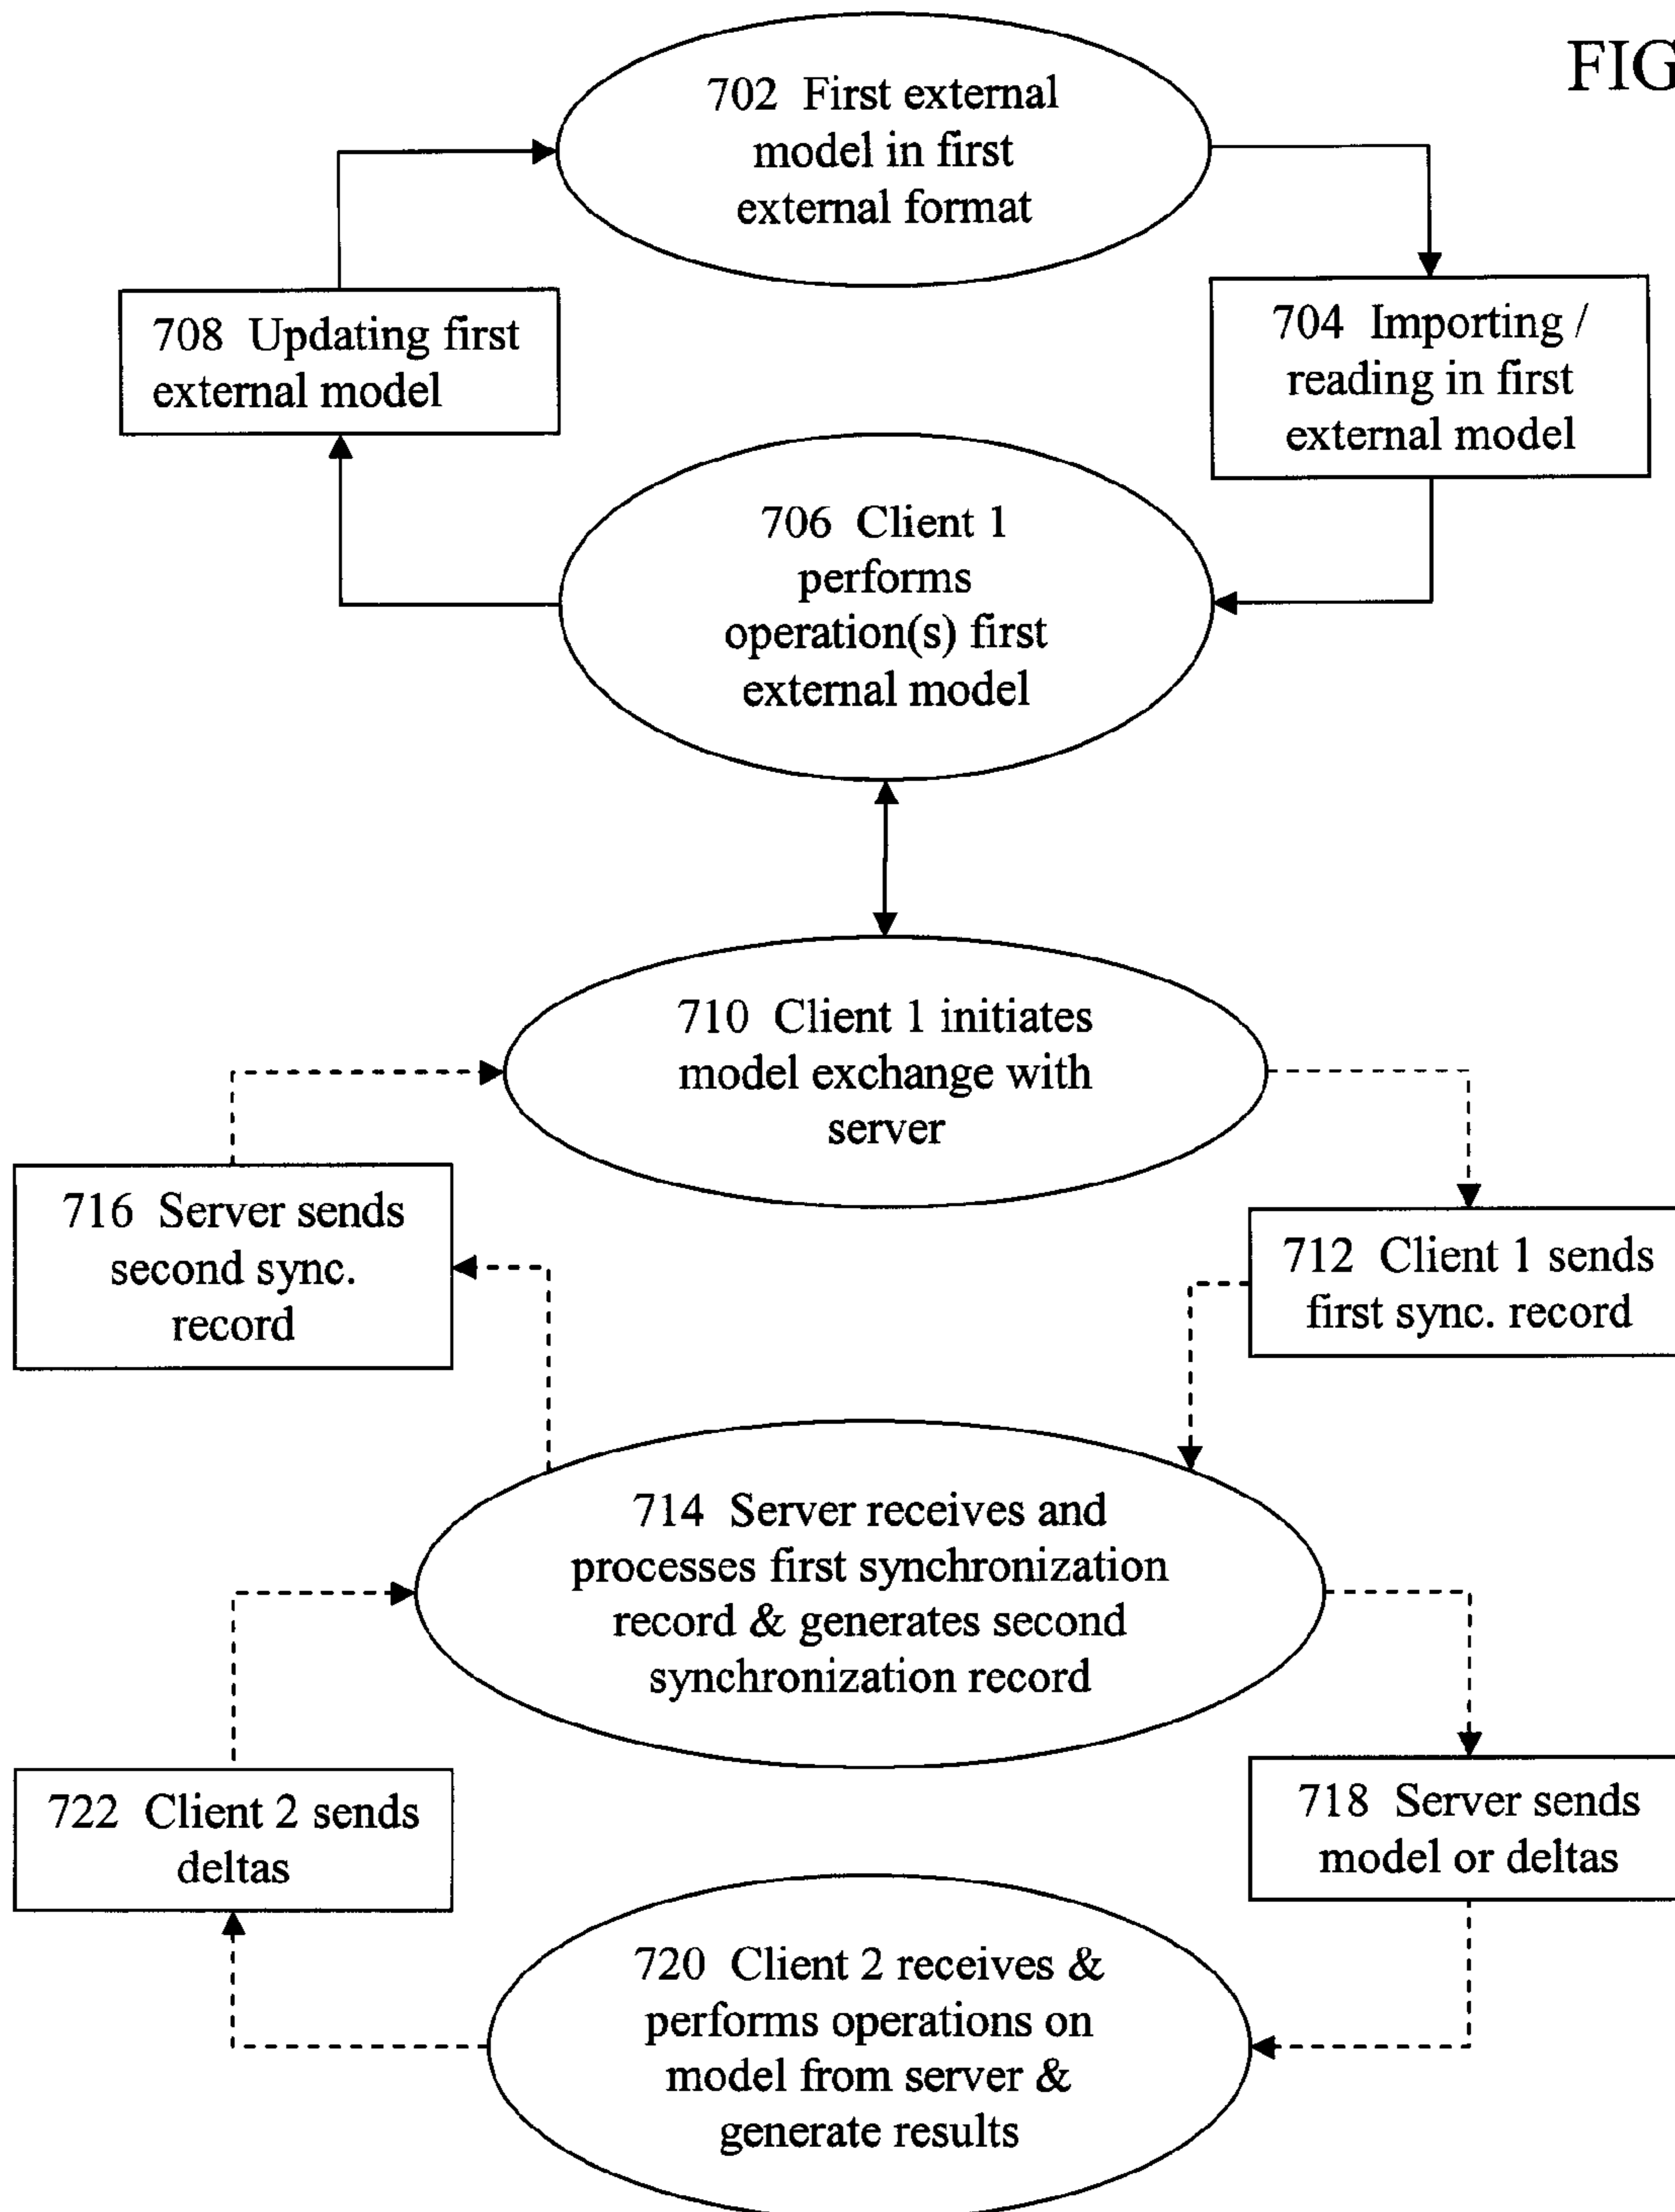 FIG
702 First external
model in first
external format
708 Updating first
external model
704 Importing /
reading in first
external model
706 Client 1
performs
operation(s) first
external model
710 Client 1 initiates
model exchange with
server
716 Server sends
second sync.
record
712 Client 1 sends
first sync. record
714 Server receives and
processes first synchronization
record & generates second
synchronization record
722 Client 2 sends
deltas
718 Server sends
model or deltas
720 Client 2 receives &
performs operations on
model from server &
generate results